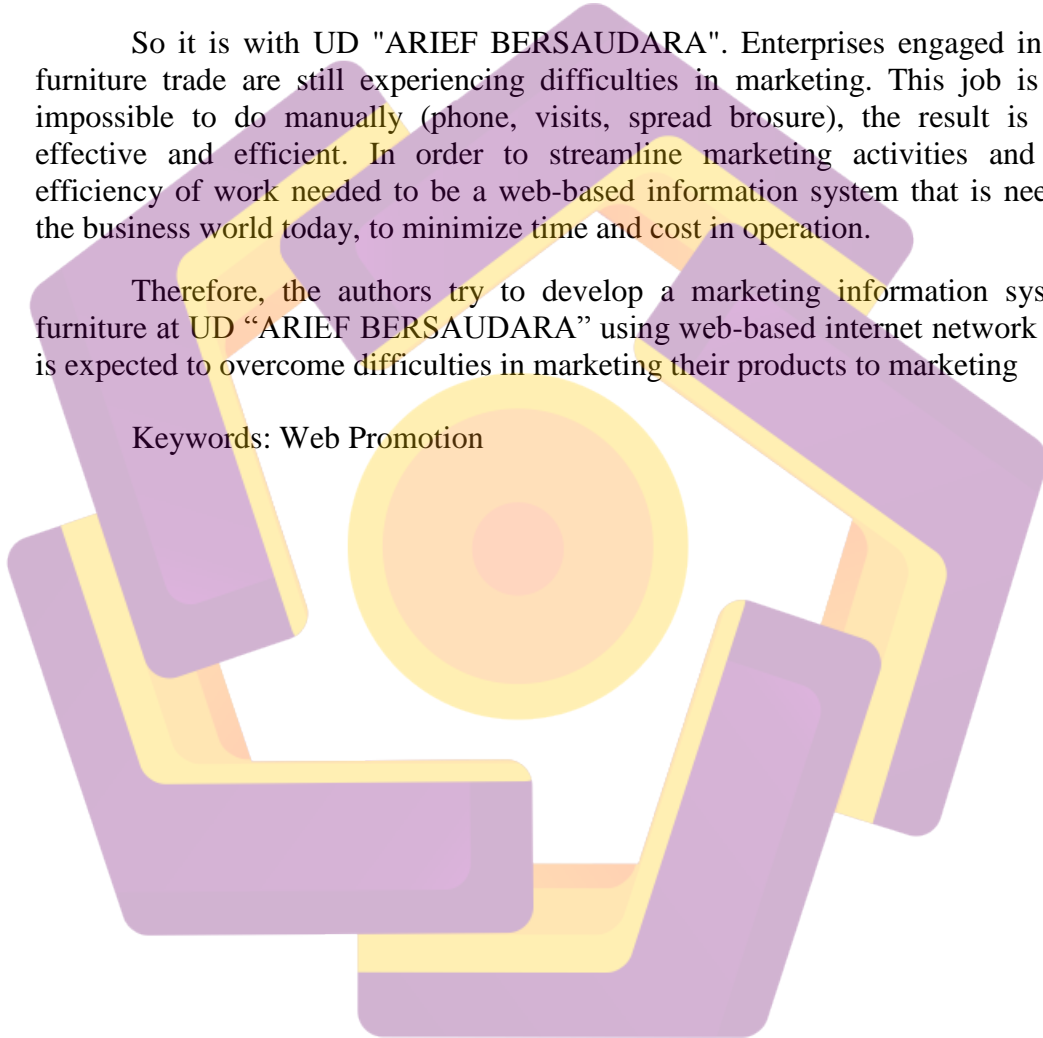 So it is with UD "ARIEF BERSAUDARA". Enterprises engaged in
furniture trade are still experiencing difficulties in marketing. This job is
impossible to do manually (phone, visits, spread brosure), the result is
effective and efficient. In order to streamline marketing activities and
efficiency of work needed to be a web-based information system that is nee
the business world today, to minimize time and cost in operation.
Therefore, the authors try to develop a marketing information sys
furniture at UD “ARIEF BERSAUDARA” using web-based internet network
is expected to overcome difficulties in marketing their products to marketing
Keywords: Web Promotion